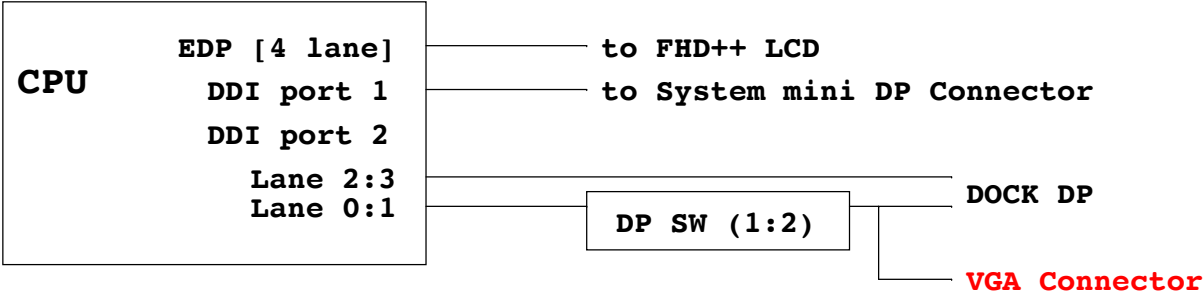 EDP [4 lane] to FHD++ LCD
CPU DDI port 1 to System mini DP Connector
DDI port 2
Lane 2:3
Lane 0:1 DOCK DP
DP SW (1:2)
VGA Connector